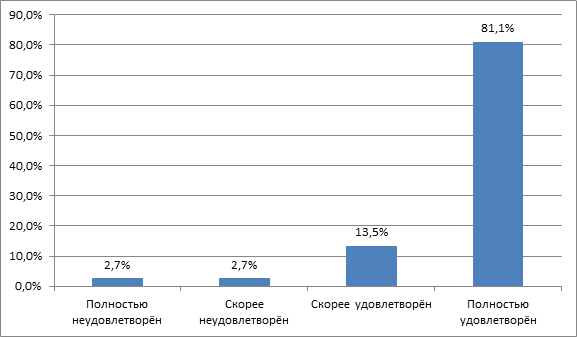 90,0%
80,0%
70,0%
60,0%
50,0%
40,0%
30,0%
20,0%
10,0%
0,0%
2,7%
2,7%
13,5%
81,1%
Полностью
неудовлетворён
Скорее
неудовлетворён
Скорее удовлетворён
Полностью
удовлетворён